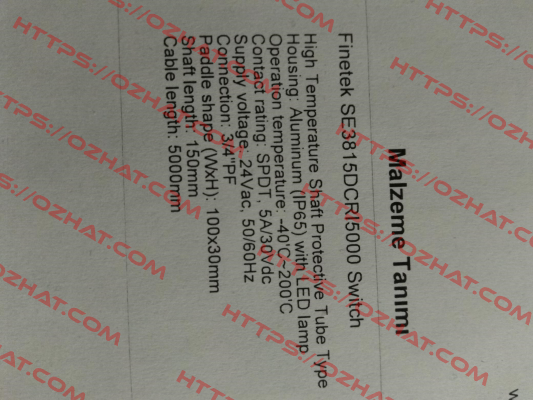 Malzeme Tanımı
Finetek SE3815DCRI5000 Switch
High Temperature Shaft Protective Tube Type
Housing: Aluminum (IP65) with LED lamp
Operation temperature: -40'C~200'C
Contact rating: SPDT, 5A/30Vdc
Supply voltage: 24Vac, 50/60Hz
Connection: 3/4"PF
Paddle shape (WxH): 100x30mm
Shaft length: 150mm
Cable length: 5000mm
HTTPS://OZHAT.COM